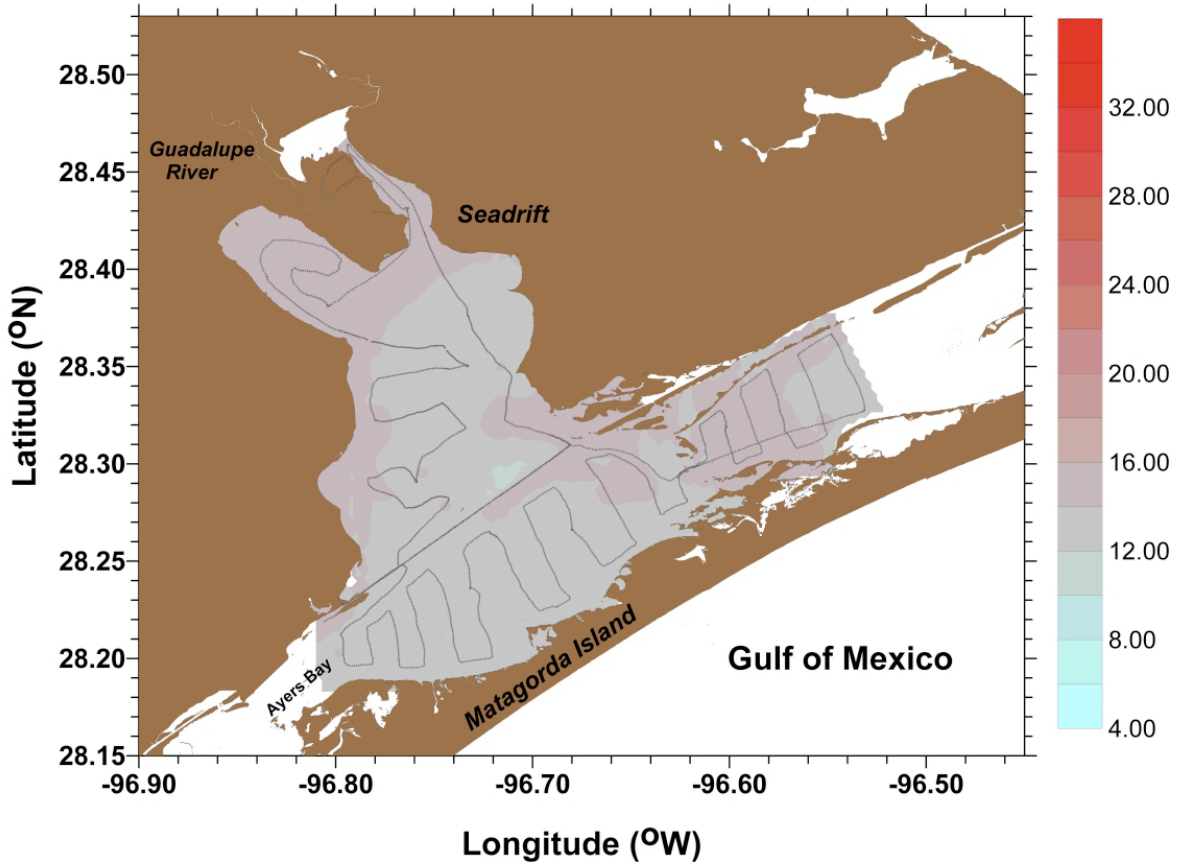 28.50
28.45
28.40
28.35
28.30
28.25
28.20
28.15
Latitude (ºN)
Guadalupe
River
Seadrift
Ayers Bay
Matagorda Island
Gulf of Mexico
-96.90
-96.80
-96.70
-96.60
-96.50
Longitude (ºW)
32.00
28.00
24.00
20.00
16.00
12.00
8.00
4.00